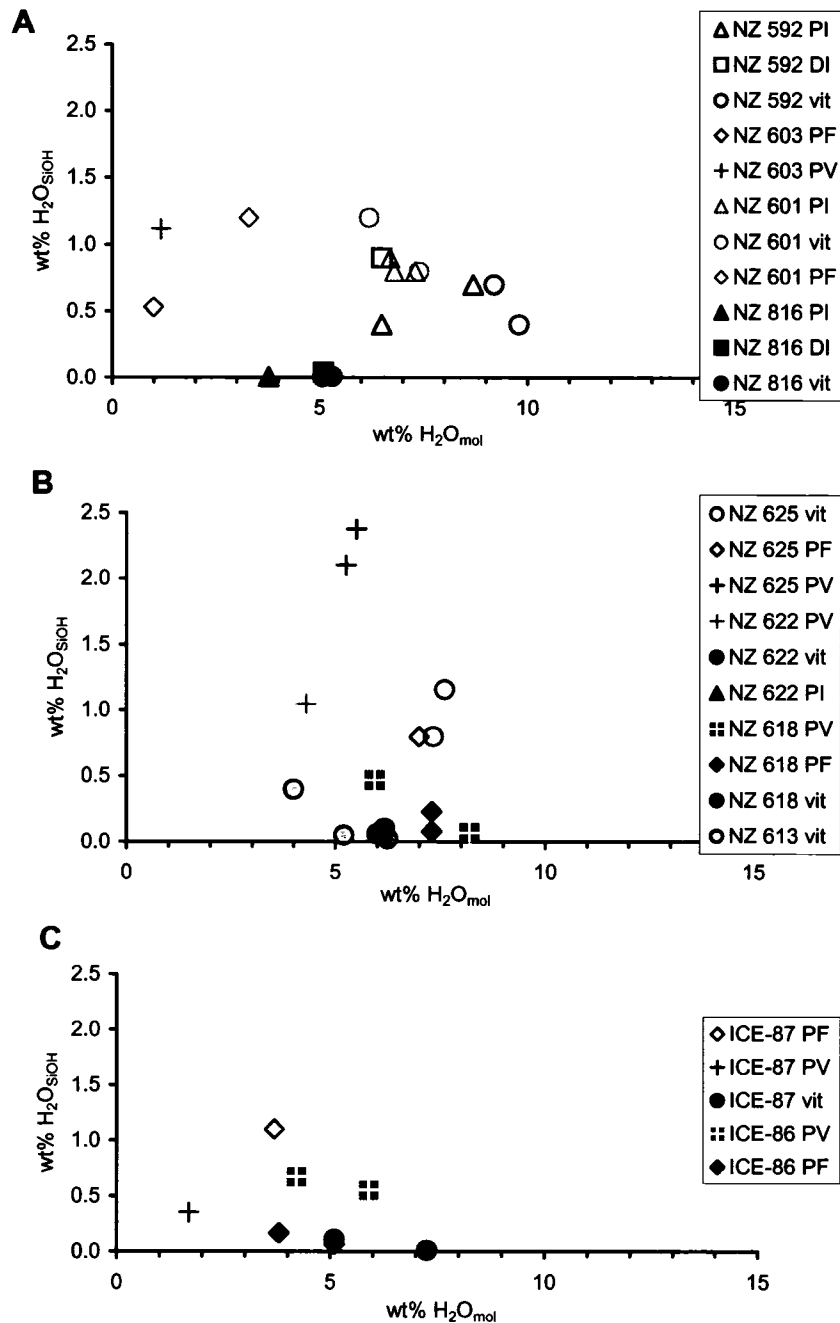 A
2.5
2.0
1.5
1.0
0.5
0.0
wt% H₂O_SiOH
0 5 10 15
wt% H₂O_mol
NZ 592 PI
NZ 592 DI
NZ 592 vit
NZ 603 PF
NZ 603 PV
NZ 601 PI
NZ 601 vit
NZ 601 PF
NZ 816 PI
NZ 816 DI
NZ 816 vit
B
2.5
2.0
1.5
1.0
0.5
0.0
wt% H₂O_SiOH
0 5 10 15
wt% H₂O_mol
NZ 625 vit
NZ 625 PF
NZ 625 PV
NZ 622 PV
NZ 622 vit
NZ 622 PI
NZ 618 PV
NZ 618 PF
NZ 618 vit
NZ 613 vit
C
2.5
2.0
1.5
1.0
0.5
0.0
wt% H₂O_SiOH
0 5 10 15
wt% H₂O_mol
ICE-87 PF
ICE-87 PV
ICE-87 vit
ICE-86 PV
ICE-86 PF